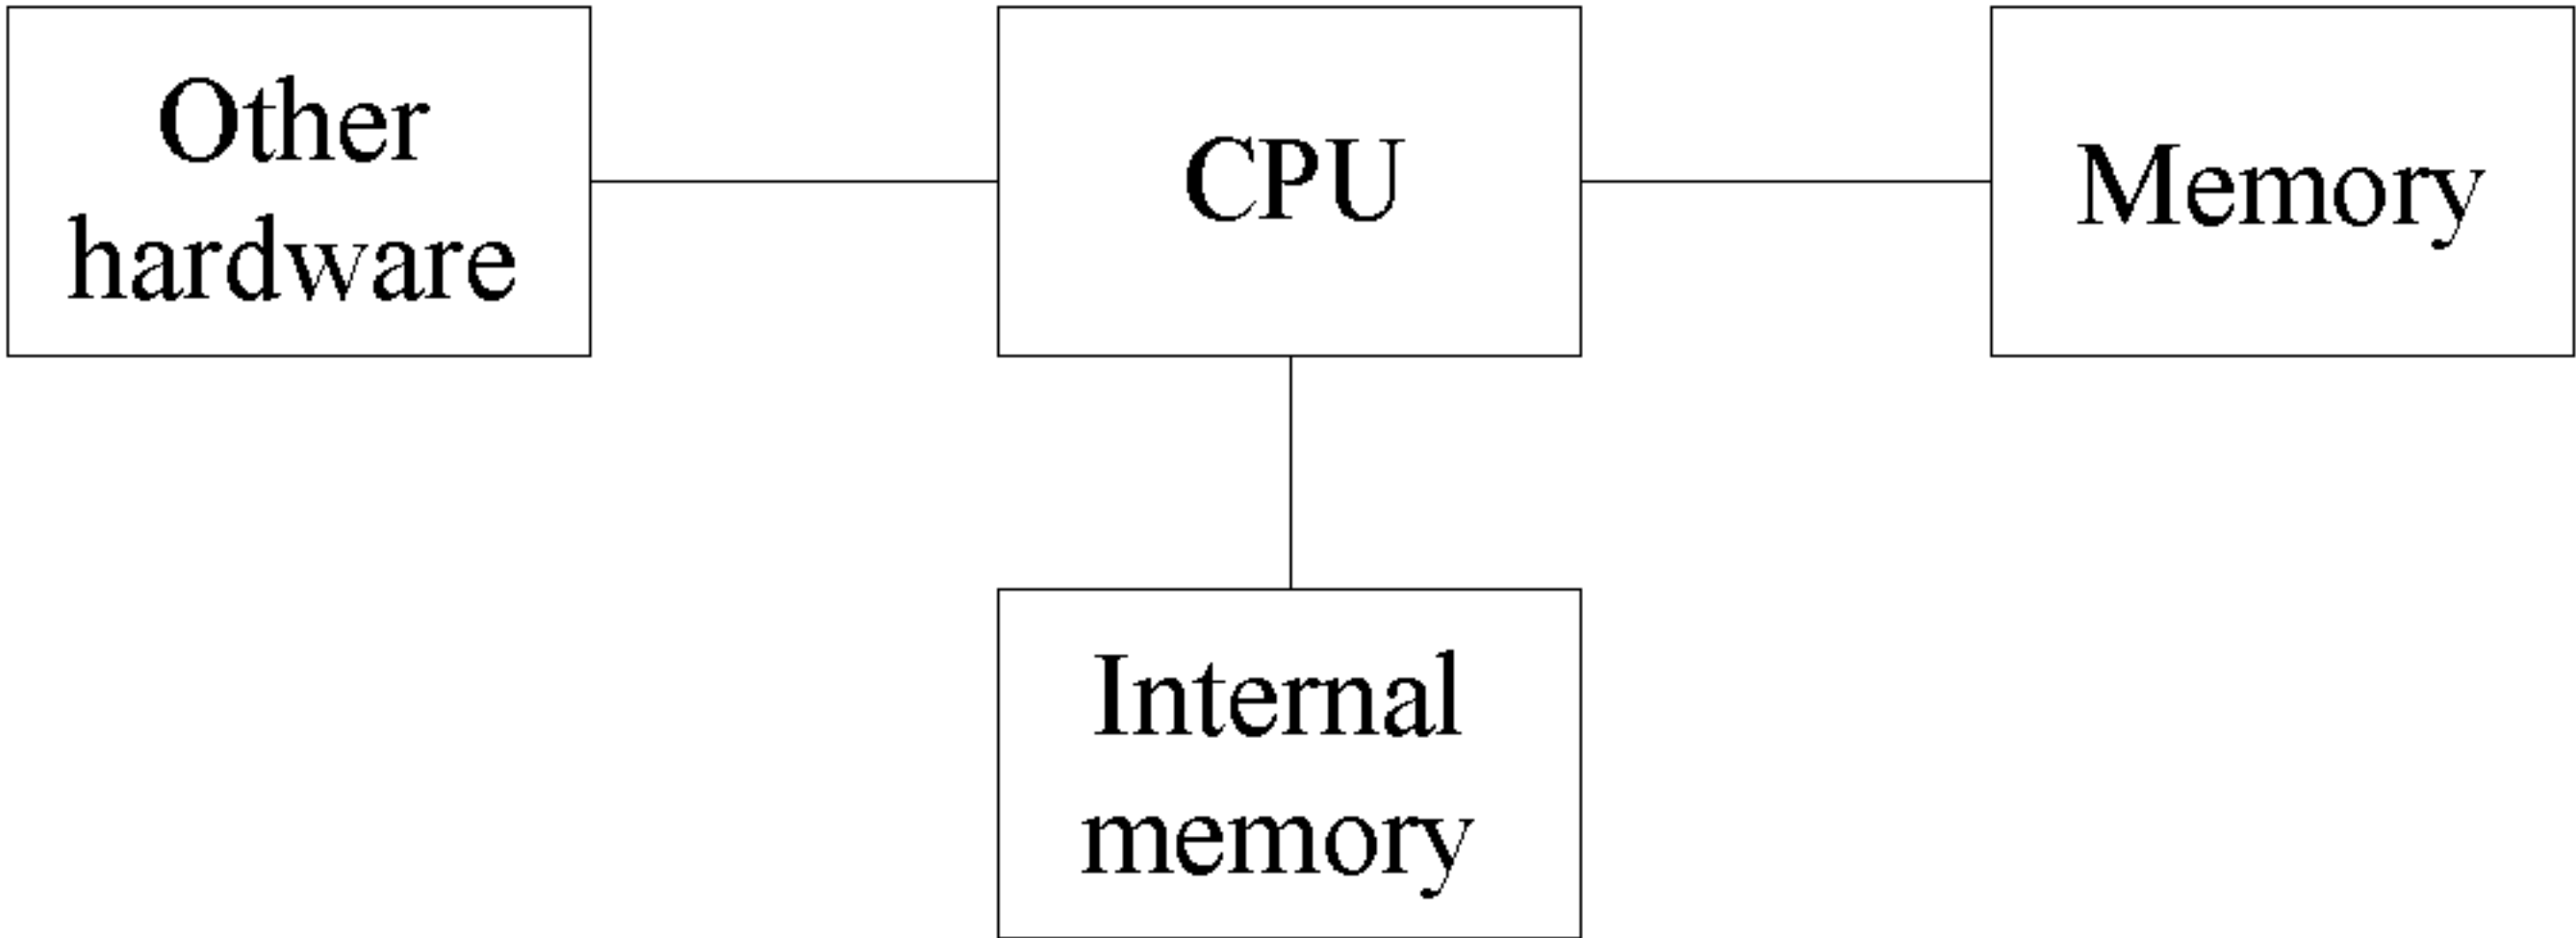 Other
hardware
CPU
Memory
Internal
memory